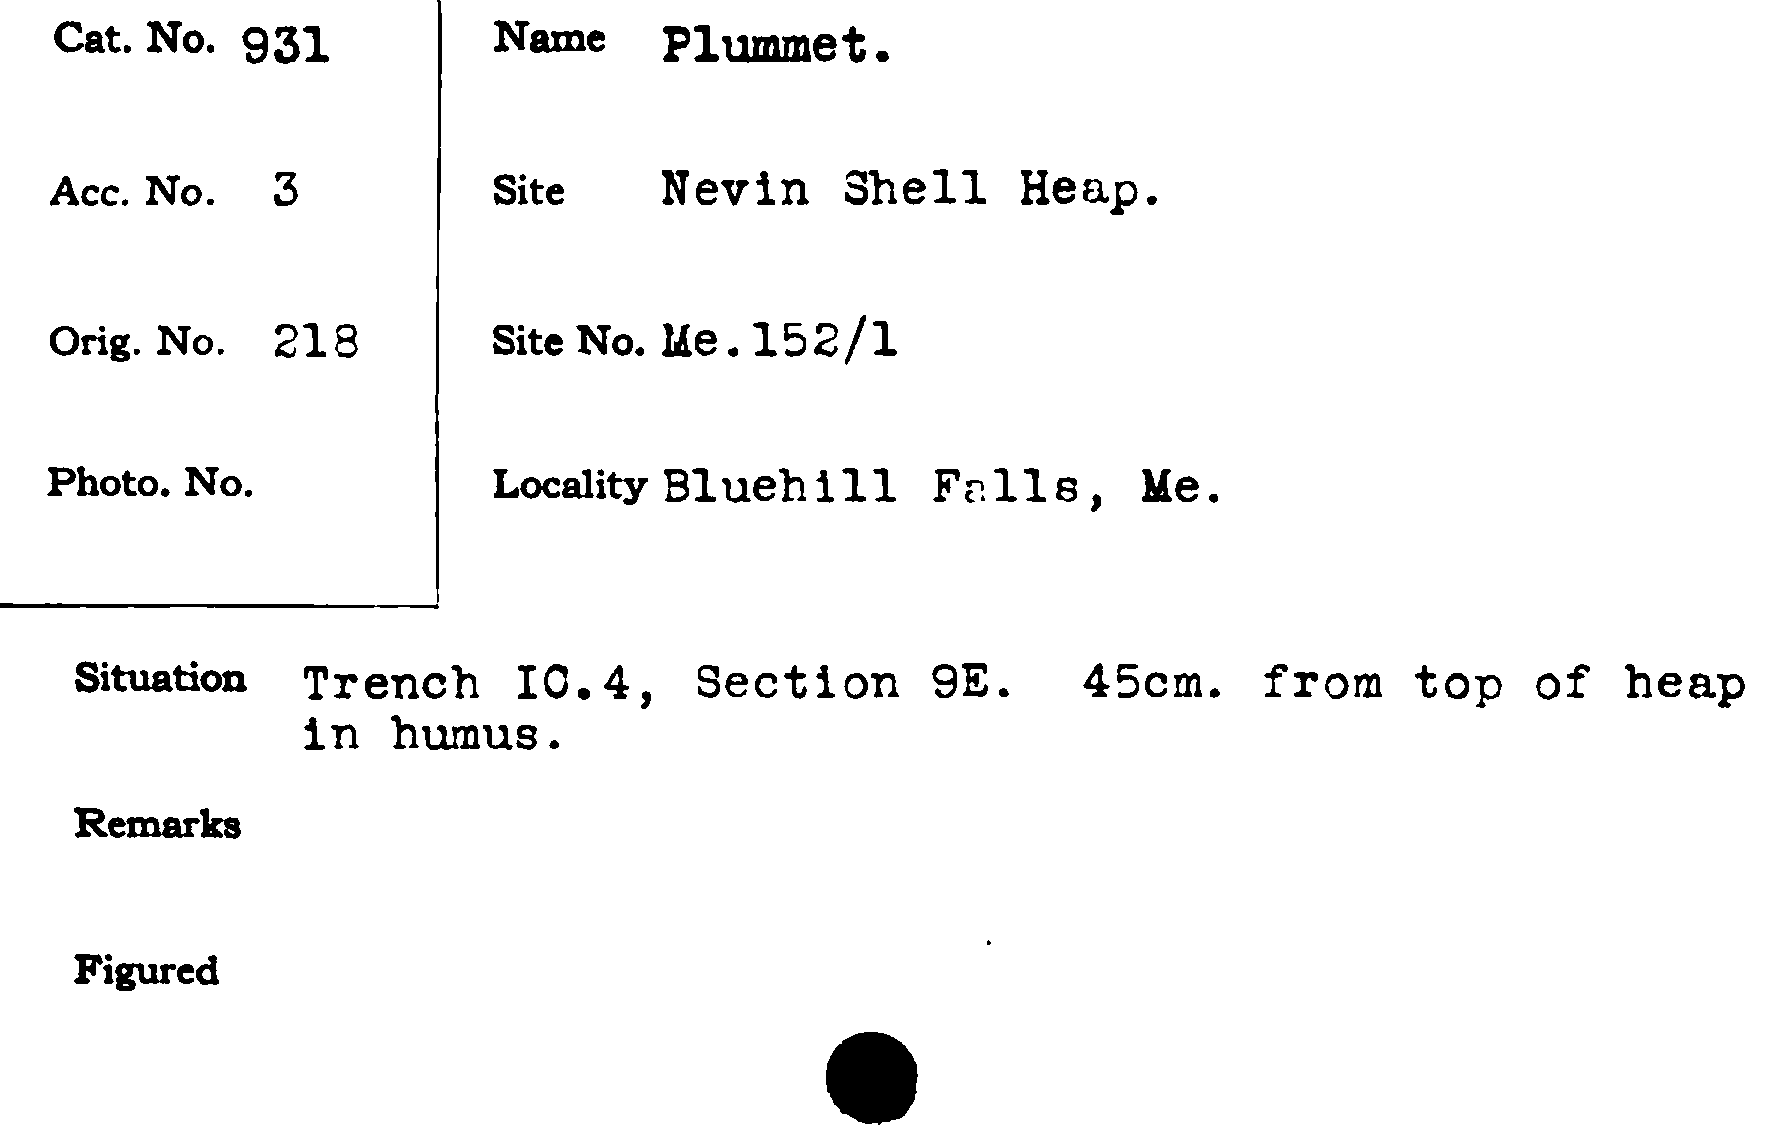 Cat. No. 931
Name Plummet.
Acc. No. 3
Site Nevin Shell Heap.
Orig. No. 218
Site No. Me.152/1
Photo. No.
Locality Bluehill Falls, Me.
Situation Trench IC.4, Section 9E. 45cm. from top of heap
in humus.
Remarks
Figured